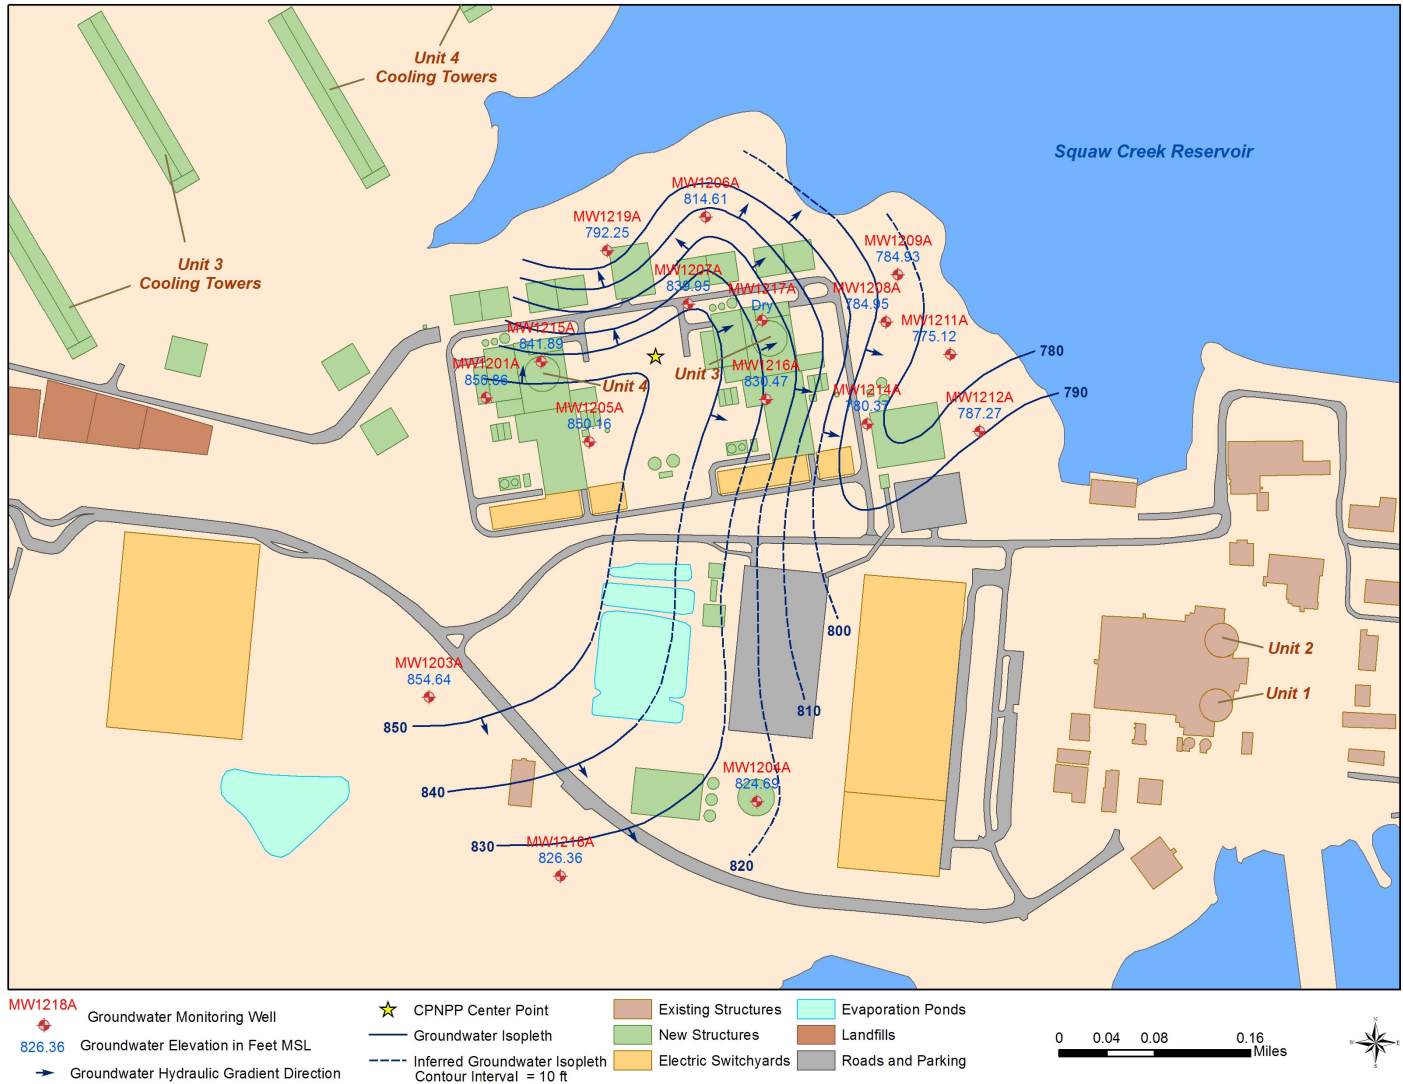 Unit 4
Cooling Towers
Squaw Creek Reservoir
MW1206A
814.61
MW1219A
792.25
MW1209A
784.93
Unit 3
Cooling Towers
MW1207A
839.95
MW1217A
Dry
MW1208A
784.95
MW1211A
775.12
MW1215A
841.89
780
MW1201A
856.86
Unit 4
Unit 3
MW1216A
830.47
MW1214A
780.37
MW1212A
787.27
790
MW1205A
850.16
800
Unit 2
MW1203A
854.64
Unit 1
810
850
MW1204A
824.69
840
830
MW1218A
826.36
820
MW1218A
826.36
Groundwater Monitoring Well
Groundwater Elevation in Feet MSL
Groundwater Hydraulic Gradient Direction
CPNPP Center Point
Groundwater Isopleth
Inferred Groundwater Isopleth
Contour Interval = 10 ft
Existing Structures
New Structures
Electric Switchyards
Evaporation Ponds
Landfills
Roads and Parking
0 0.04 0.08 0.16
Miles
N
W E
S